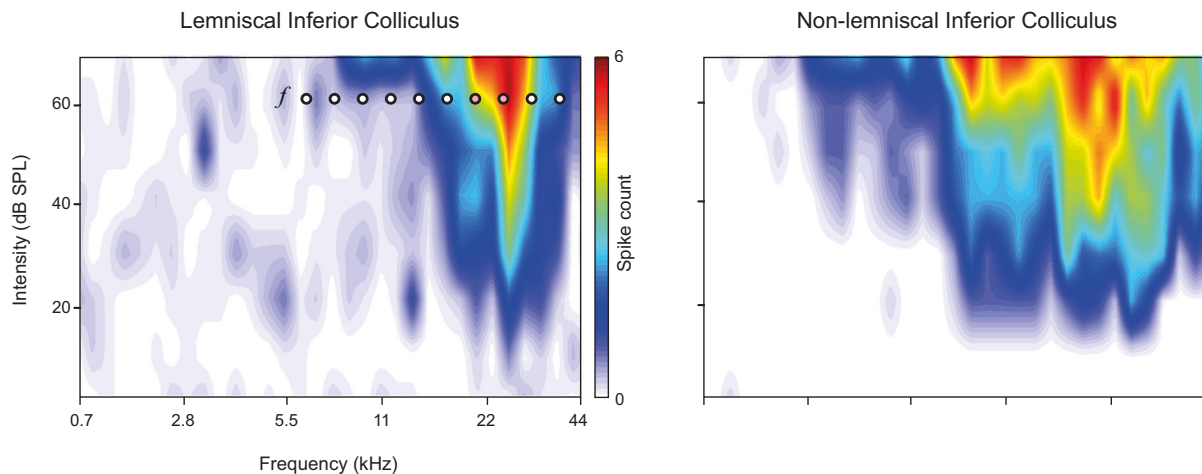 Lemniscal Inferior Colliculus
Non-lemniscal Inferior Colliculus
6
f
60
Intensity (dB SPL)
40
Spike count
20
0
0.7 2.8 5.5 11 22 44
Frequency (kHz)